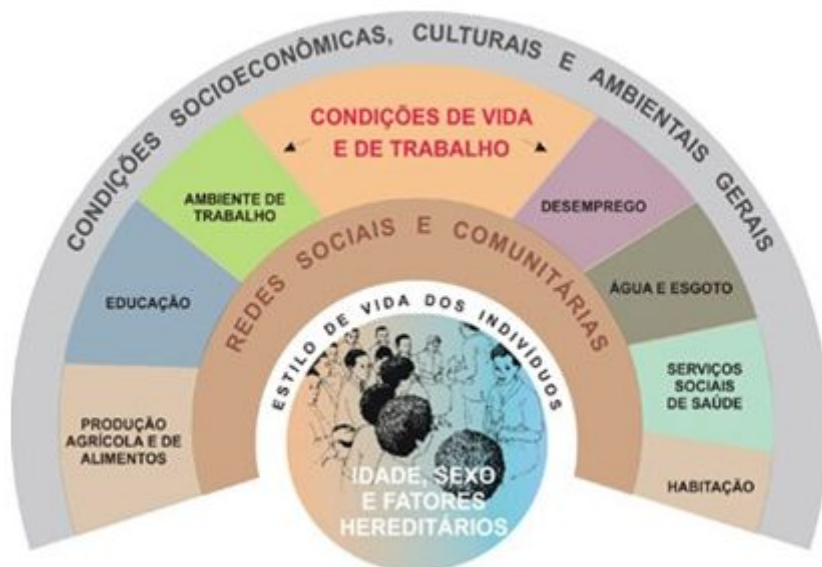 CONDIÇÕES SOCIOECONÔMICAS, CULTURAIS E AMBIENTAIS GERAIS
CONDIÇÕES DE VIDA
E DE TRABALHO
AMBIENTE DE
TRABALHO
DESEMPREGO
REDES SOCIAIS E COMUNITÁRIAS
EDUCAÇÃO
ÁGUA E ESGOTO
ESTILO DE VIDA DOS INDIVÍDUOS
SERVIÇOS
SOCIAIS
DE SAÚDE
PRODUÇÃO
AGRÍCOLA E DE
ALIMENTOS
HABITAÇÃO
IDADE, SEXO
E FATORES
HEREDITÁRIOS